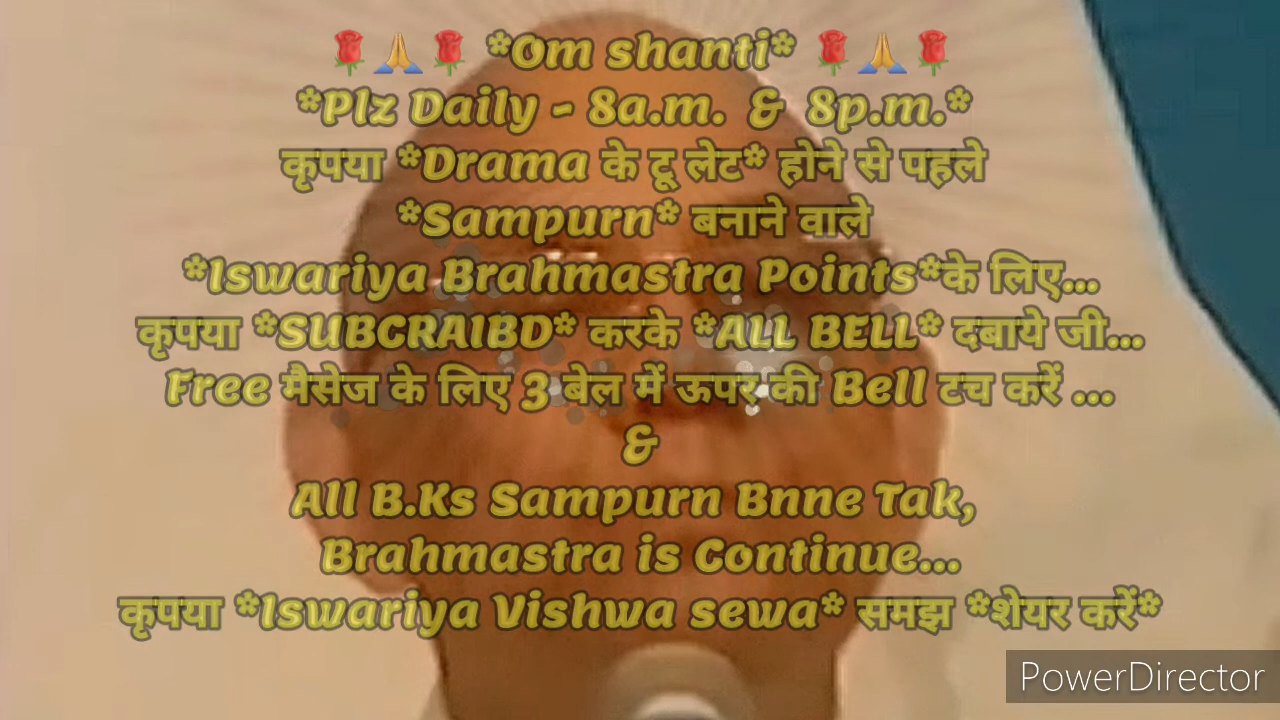 🌹🙏🌹 *Om shanti* 🌹🙏🌹
*Plz Daily - 8a.m. & 8p.m.*
कृपया *Drama के टू लेट* होने से पहले
*Sampurn* बनाने वाले
*Iswariya Brahmastra Points*के लिए...
कृपया *SUBCRAIBD* करके *ALL BELL* दबाये जी...
Free मैसेज के लिए 3 बेल में ऊपर की Bell टच करें ...
&
All B.Ks Sampurn Bnne Tak,
Brahmastra is Continue...
कृपया *Iswariya Vishwa sewa* समझ *शेयर करें*
PowerDirector